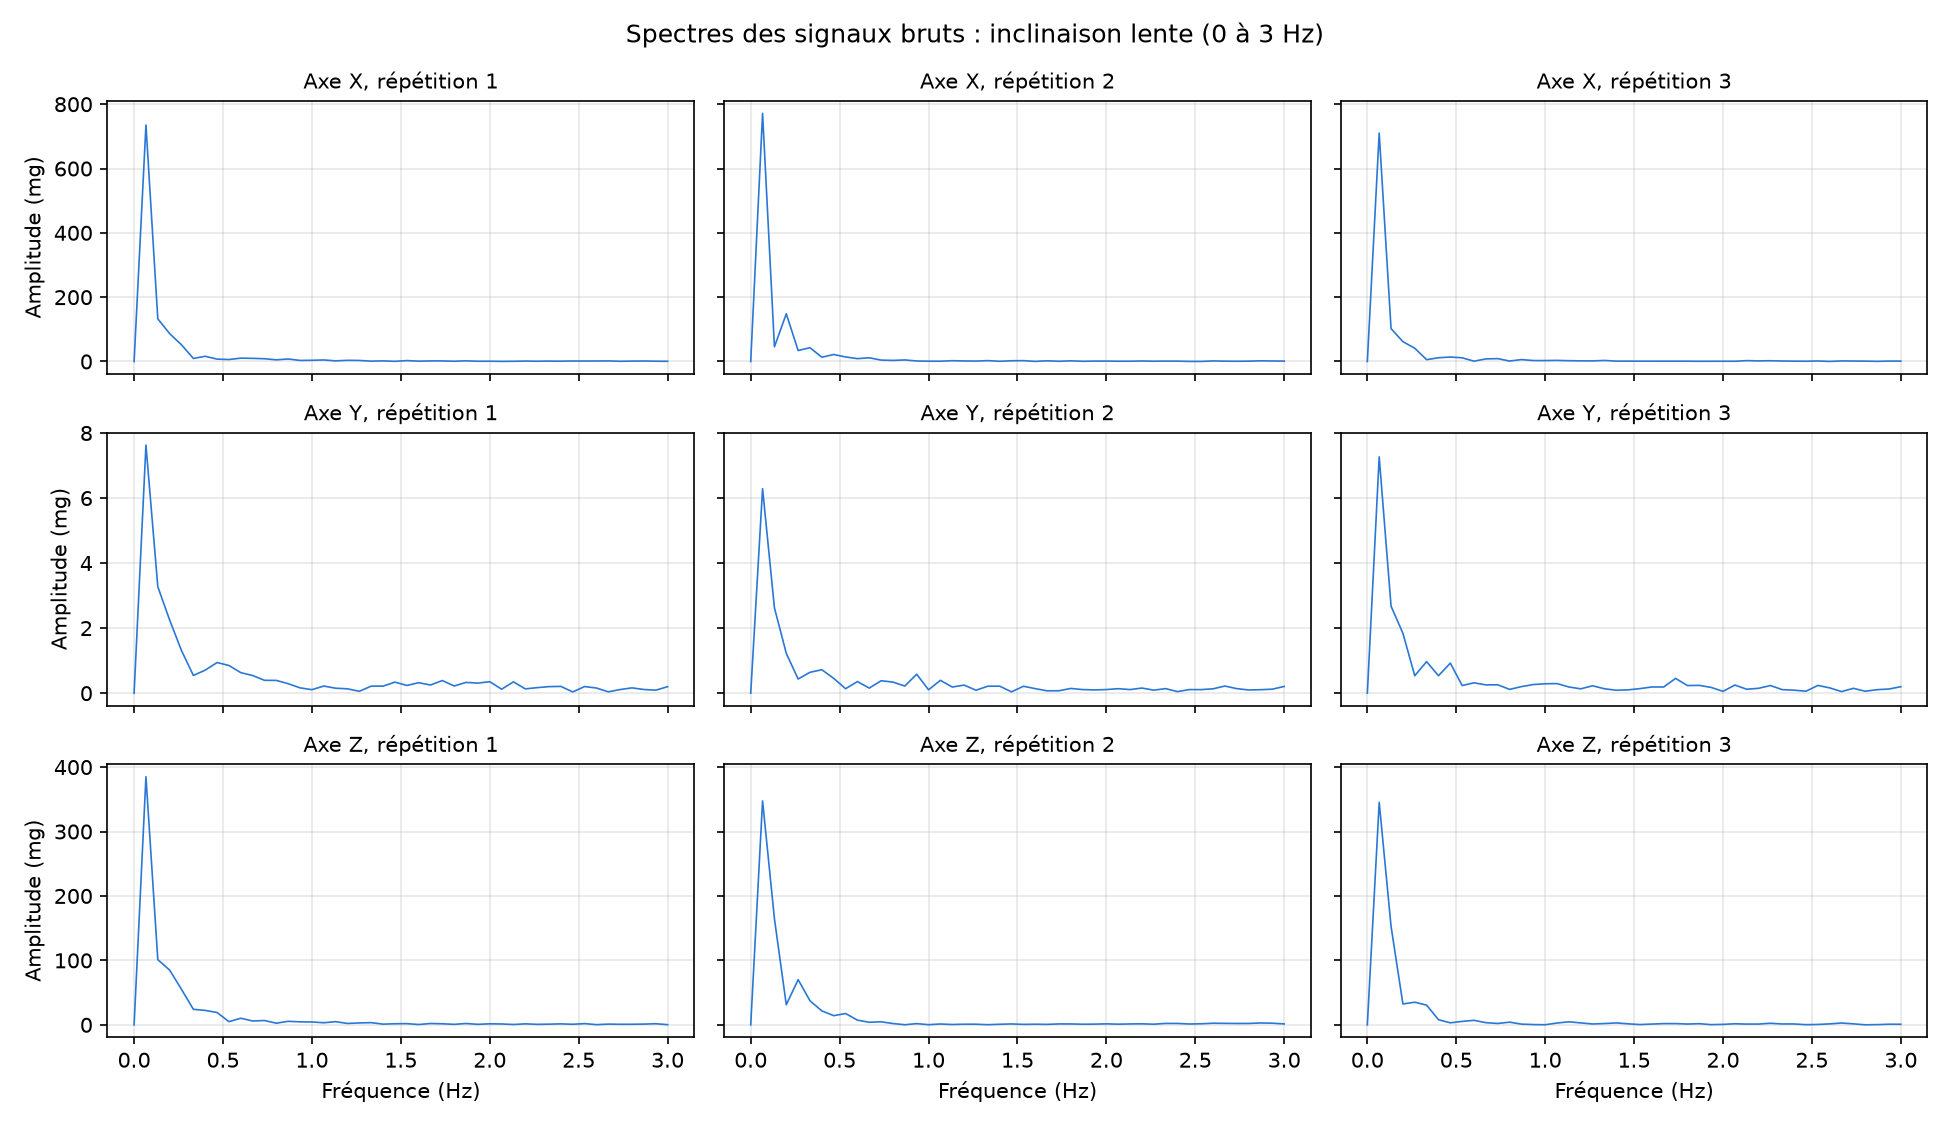 Spectres des signaux bruts : inclinaison lente (0 à 3 Hz)
Axe X, répétition 1
Axe X, répétition 2
Axe X, répétition 3
800
600
400
200
0
Amplitude (mg)
Axe Y, répétition 1
Axe Y, répétition 2
Axe Y, répétition 3
8
6
4
2
0
Amplitude (mg)
Axe Z, répétition 1
Axe Z, répétition 2
Axe Z, répétition 3
400
300
200
100
0
Amplitude (mg)
0.0 0.5 1.0 1.5 2.0 2.5 3.0
0.0 0.5 1.0 1.5 2.0 2.5 3.0
0.0 0.5 1.0 1.5 2.0 2.5 3.0
Fréquence (Hz)
Fréquence (Hz)
Fréquence (Hz)